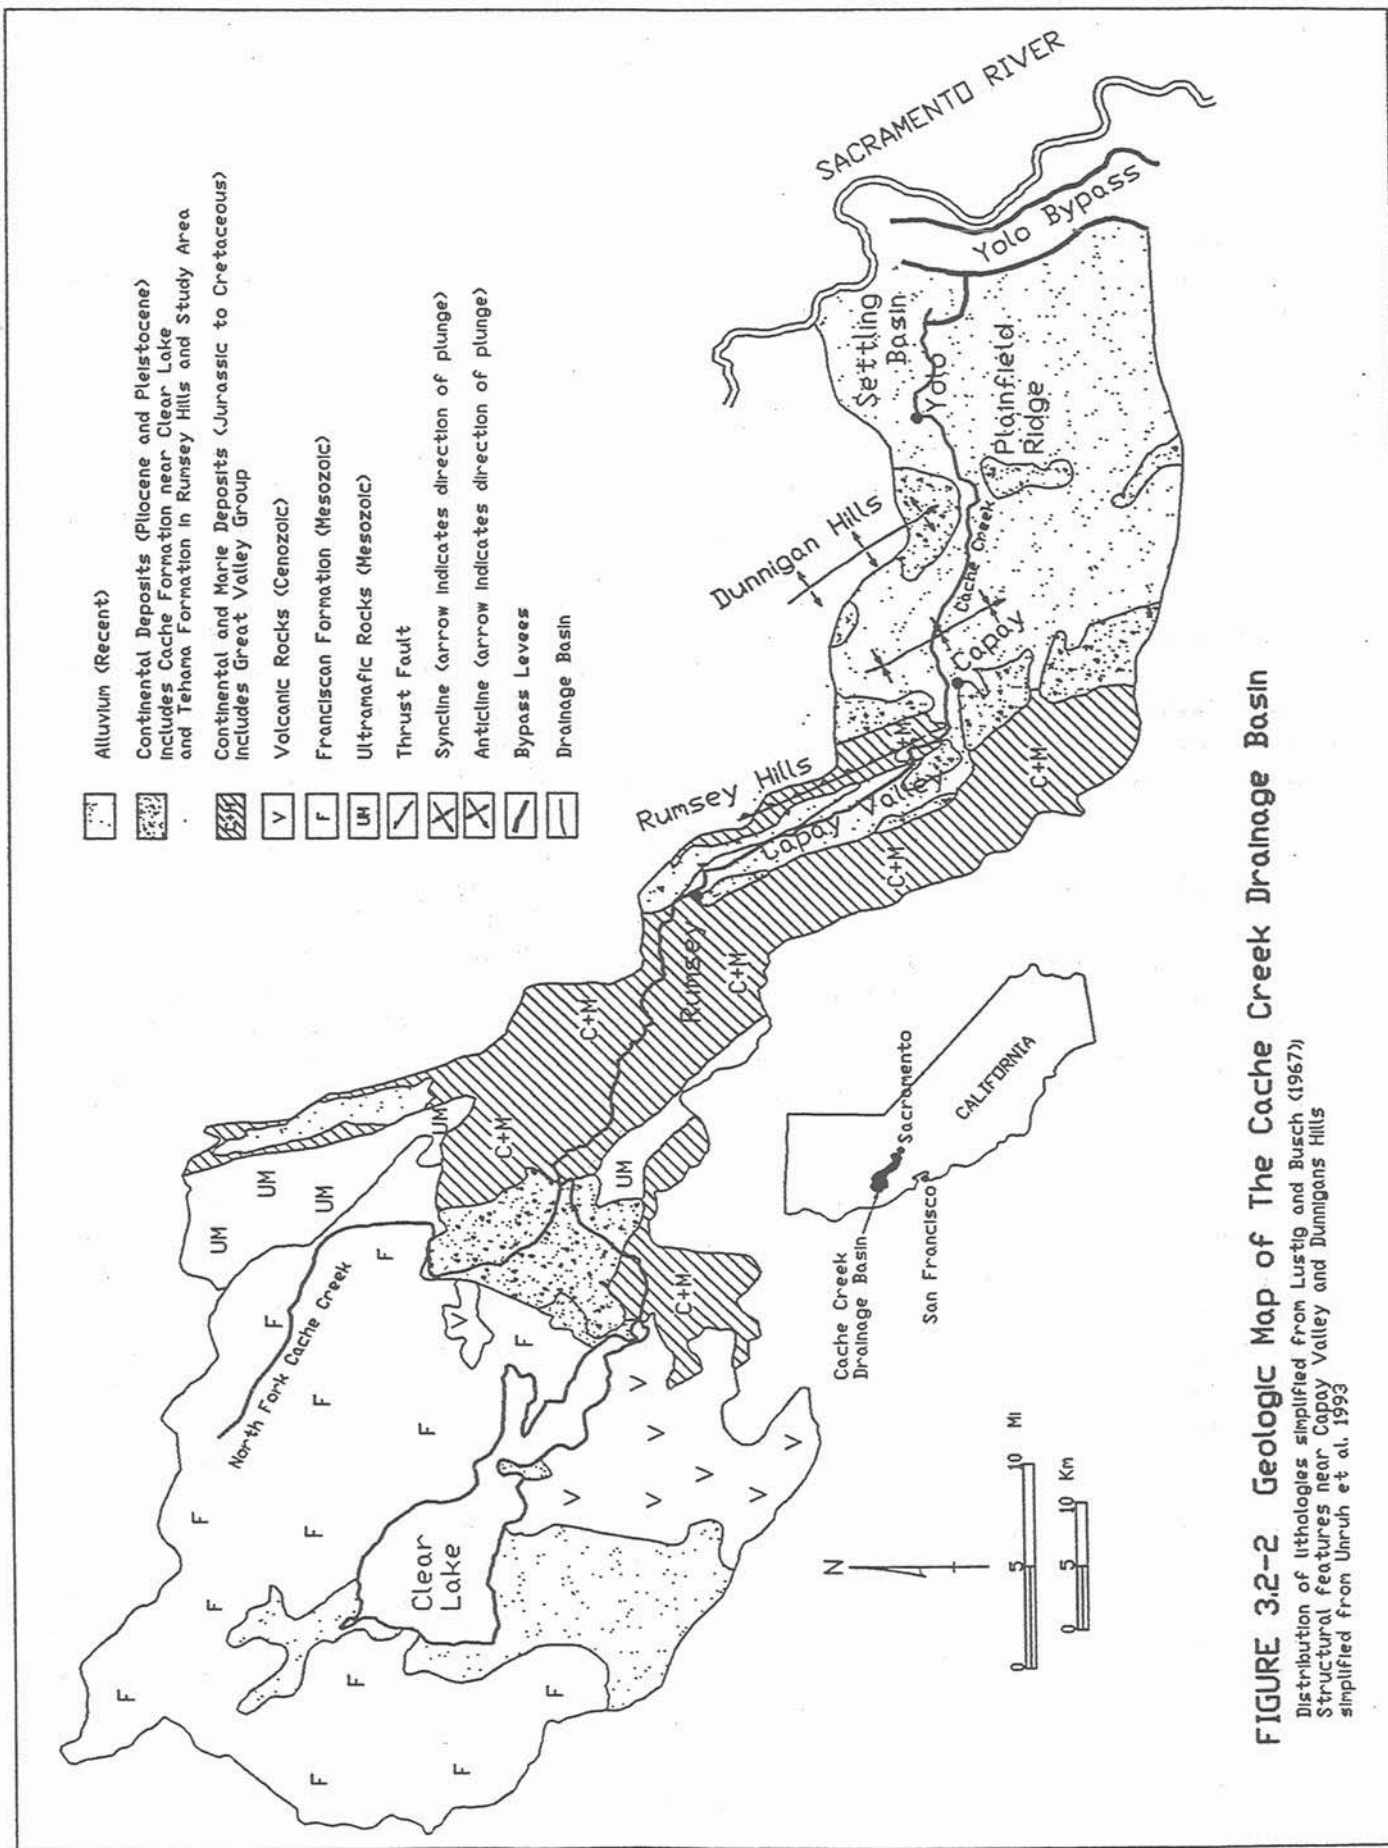 Alluvium (Recent)
Continental Deposits (Pliocene and Pleistocene)
Includes Cache Formation near Clear Lake
and Tehama Formation in Rumsey Hills and Study Area
C+M
Continental and Marie Deposits (Jurassic to Cretaceous)
Includes Great Valley Group
V
Volcanic Rocks (Cenozoic)
F
Franciscan Formation (Mesozoic)
UM
Ultramafic Rocks (Mesozoic)
Thrust Fault
Syncline (arrow indicates direction of plunge)
Anticline (arrow indicates direction of plunge)
Bypass Levees
Drainage Basin
SACRAMENTO RIVER
Yolo Bypass
Settling
Basin
Yolo
Plainfield
Ridge
Dunnigan Hills
Cache Creek
Capay
Rumsey Hills
Capay Valley
C+M
C+M
C+M
Rumsey
C+M
C+M
C+M
C+M
UM
UM
UM
UM
UM
North Fork Cache Creek
Clear
Lake
F
F
F
F
F
F
F
F
F
F
F
F
F
V
V
V
V
V
V
V
V
N
0 5 10 Mi
0 5 10 Km
Cache Creek
Drainage Basin
Sacramento
San Francisco
CALIFORNIA
FIGURE 3.2-2 Geologic Map of The Cache Creek Drainage Basin
Distribution of lithologies simplified from Lustig and Busch (1967);
Structural features near Capay Valley and Dunnigans Hills
simplified from Unruh et al. 1993